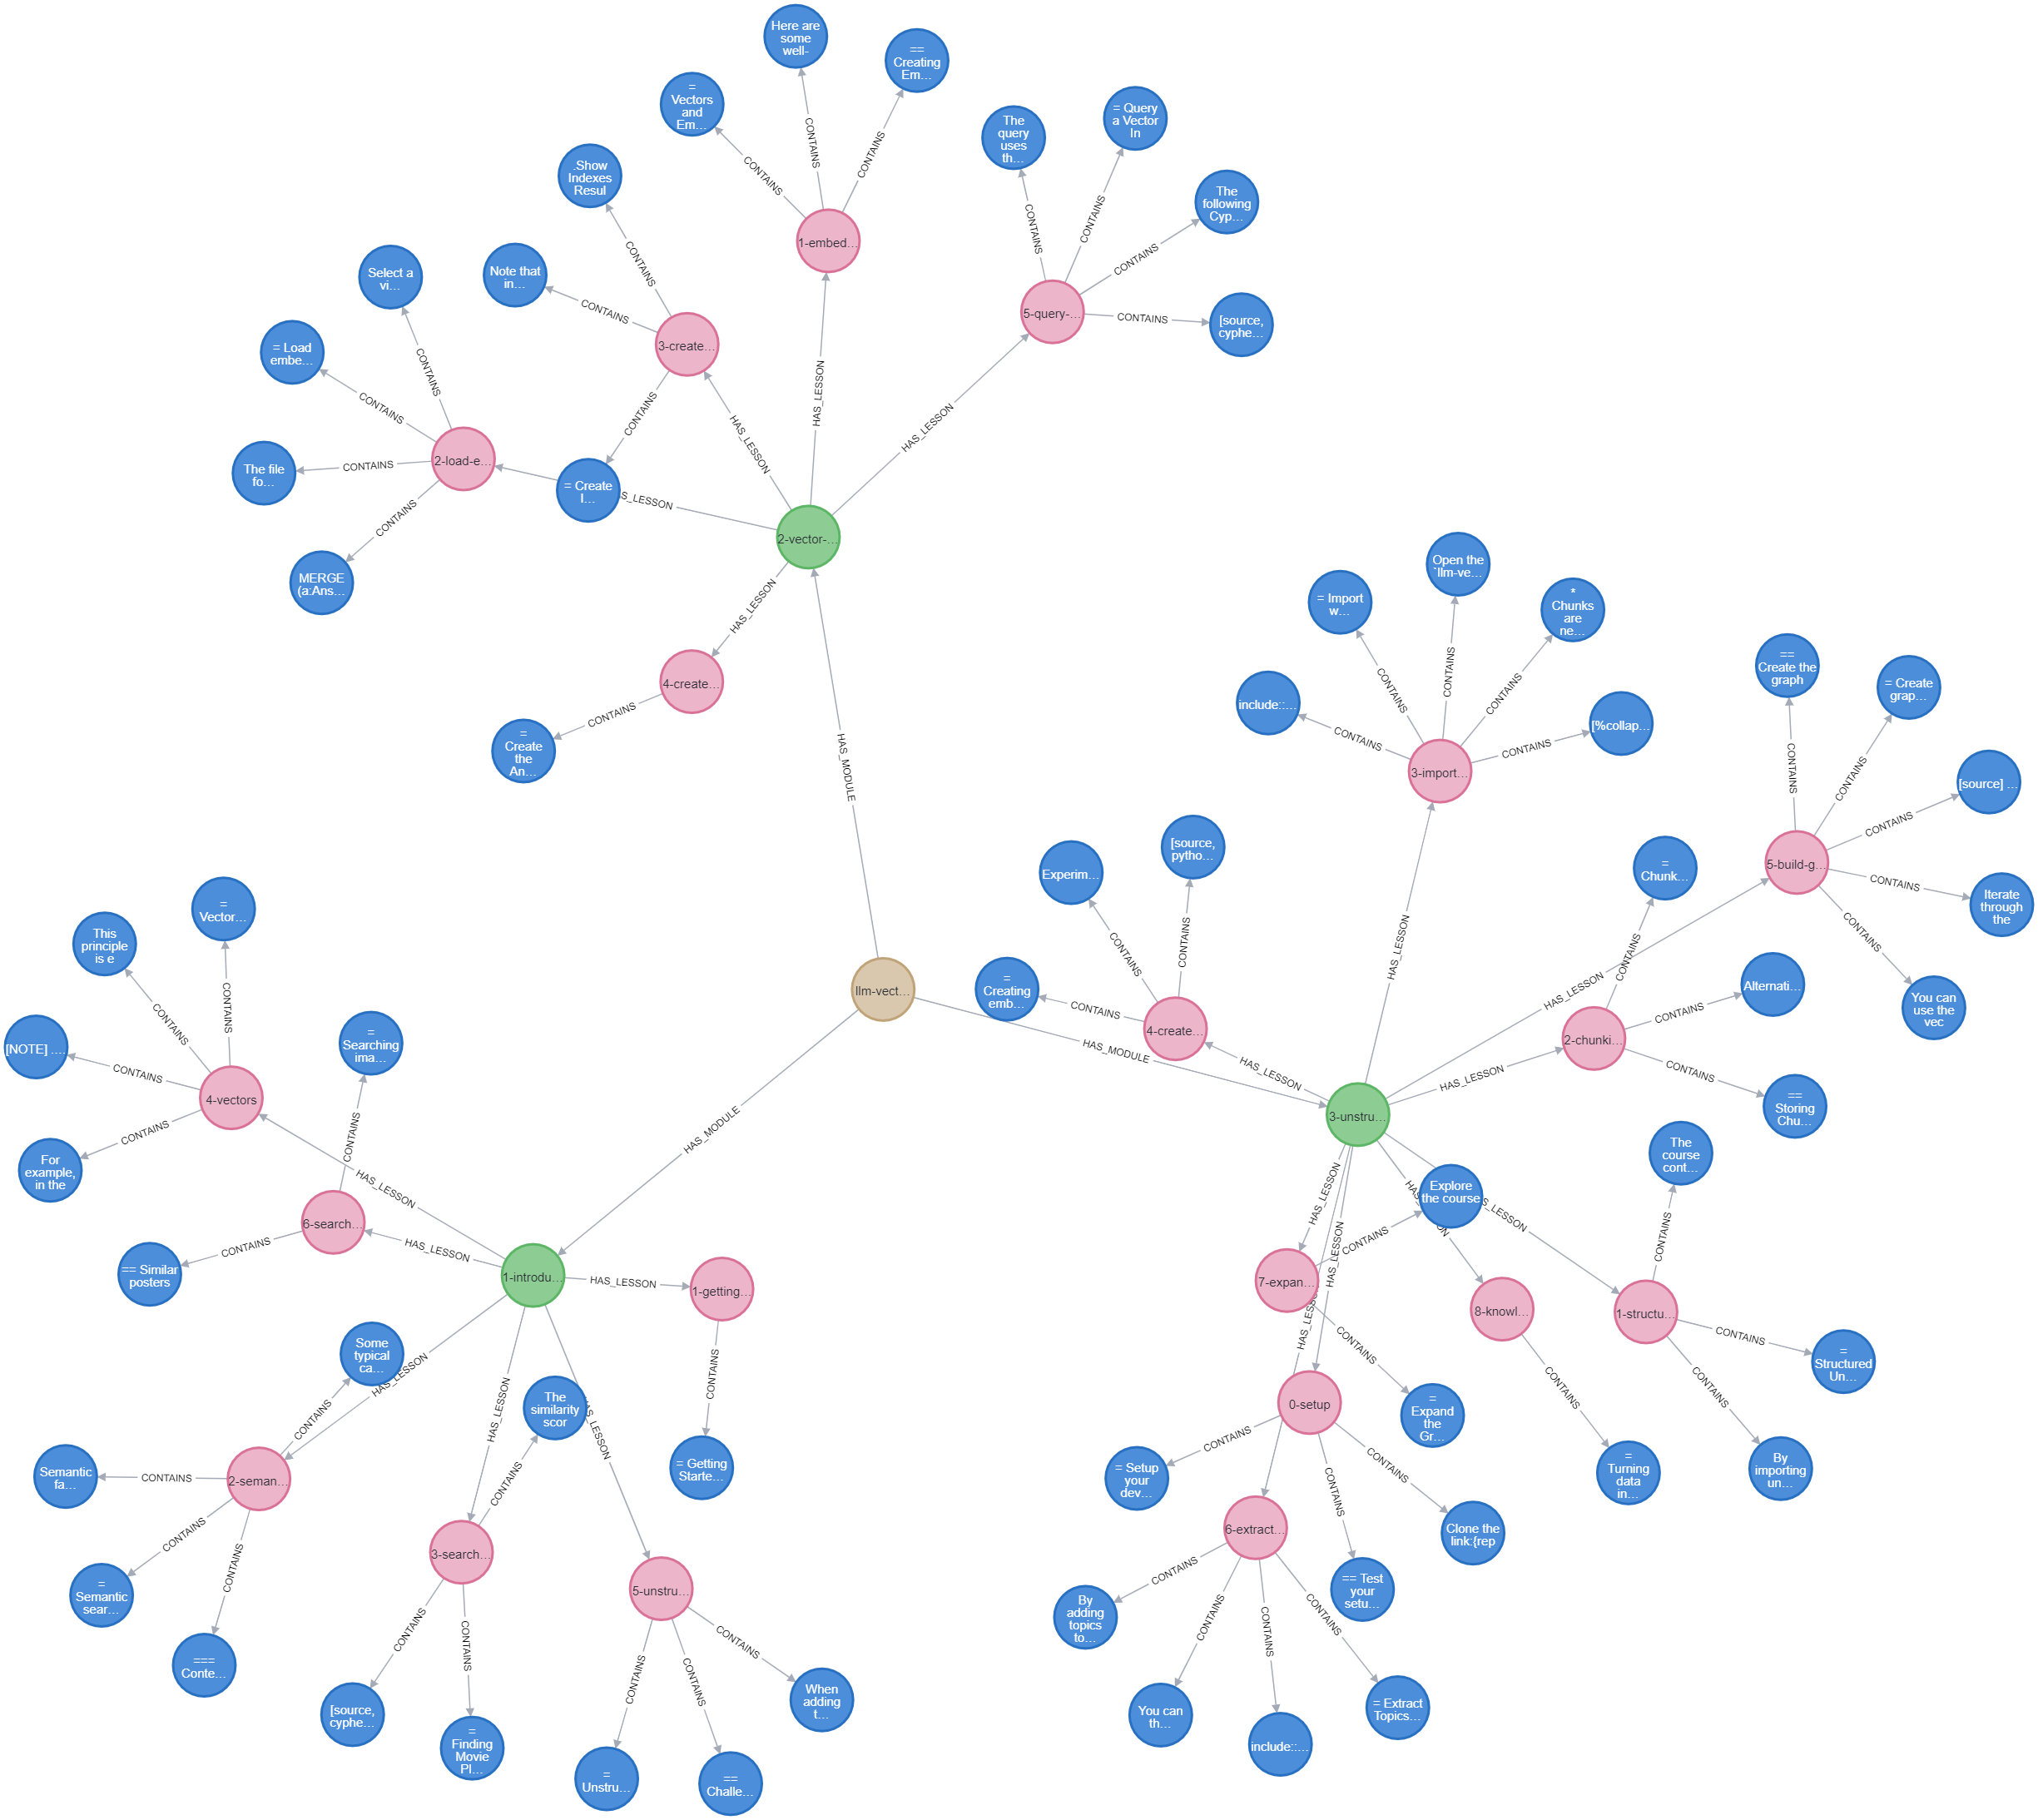 Here are
some
well-
==
Creating
Em…
=
Vectors
and
Em…
CONTAINS
CONTAINS
CONTAINS
1-embed…
The
query
uses
th…
= Query
a Vector
In
The
following
Cyp…
[source,
cyphe…
CONTAINS
CONTAINS
CONTAINS
CONTAINS
5-query-…
.Show
Indexes
Resul
Note that
in…
CONTAINS
CONTAINS
3-create…
CONTAINS
= Create
I…
Select a
vi…
= Load
embe…
The file
fo…
MERGE
(a:Ans…
CONTAINS
CONTAINS
CONTAINS
CONTAINS
2-load-e…
HAS_LESSON
HAS_LESSON
HAS_LESSON
S_LESSON
2-vector-…
HAS_LESSON
4-create…
CONTAINS
=
Create
the
An…
HAS_MODULE
llm-vect…
HAS_MODULE
HAS_MODULE
Open the
`llm-ve…
= Import
w…
*
Chunks
are
ne…
include::…
[%collap…
CONTAINS
CONTAINS
CONTAINS
CONTAINS
CONTAINS
3-import…
HAS_LESSON
==
Create the
graph
= Create
grap…
[source] …
Iterate
through
the
You can
use the
vec
CONTAINS
CONTAINS
CONTAINS
CONTAINS
CONTAINS
5-build-g…
HAS_LESSON
=
Chunk…
Alternati…
==
Storing
Chu…
CONTAINS
CONTAINS
CONTAINS
2-chunki…
HAS_LESSON
[source,
pytho…
Experim…
=
Creating
emb…
CONTAINS
CONTAINS
CONTAINS
4-create…
HAS_LESSON
3-unstru…
The
course
cont…
CONTAINS
S_LESSON
1-structu…
CONTAINS
=
Structured
Un…
CONTAINS
By
importing
un…
Explore
the course
HAS
ON
8-knowl…
CONTAINS
=
Turning
data
in…
HAS_LESSON
CONTAINS
7-expan…
CONTAINS
=
Expand
the
Gr…
HAS_LESSON
HAS_LESSO
0-setup
CONTAINS
= Setup
your
dev…
CONTAINS
== Test
your
setu…
CONTAINS
Clone the
link:{rep
6-extract…
CONTAINS
By
adding
topics
to…
CONTAINS
You can
th…
CONTAINS
include::…
CONTAINS
= Extract
Topics…
=
Vector…
This
principle
is e
[NOTE] .…
For
example,
in the
CONTAINS
CONTAINS
CONTAINS
CONTAINS
4-vectors
HAS_LESSON
=
Searching
ima…
CONTAINS
6-search…
CONTAINS
== Similar
posters
HAS_LESSON
1-introdu…
HAS_LESSON
1-getting…
CONTAINS
= Getting
Starte…
Some
typical
ca…
HAS_LESSON
CONTAINS
2-seman…
CONTAINS
Semantic
fa…
CONTAINS
=
Semantic
sear…
CONTAINS
===
Conte…
HAS_LESSON
The
similarity
scor
CONTAINS
3-search…
CONTAINS
[source,
cyphe…
CONTAINS
=
Finding
Movie
Pl…
S_LESSON
5-unstru…
CONTAINS
=
Unstru…
CONTAINS
==
Challe…
CONTAINS
When
adding
t…